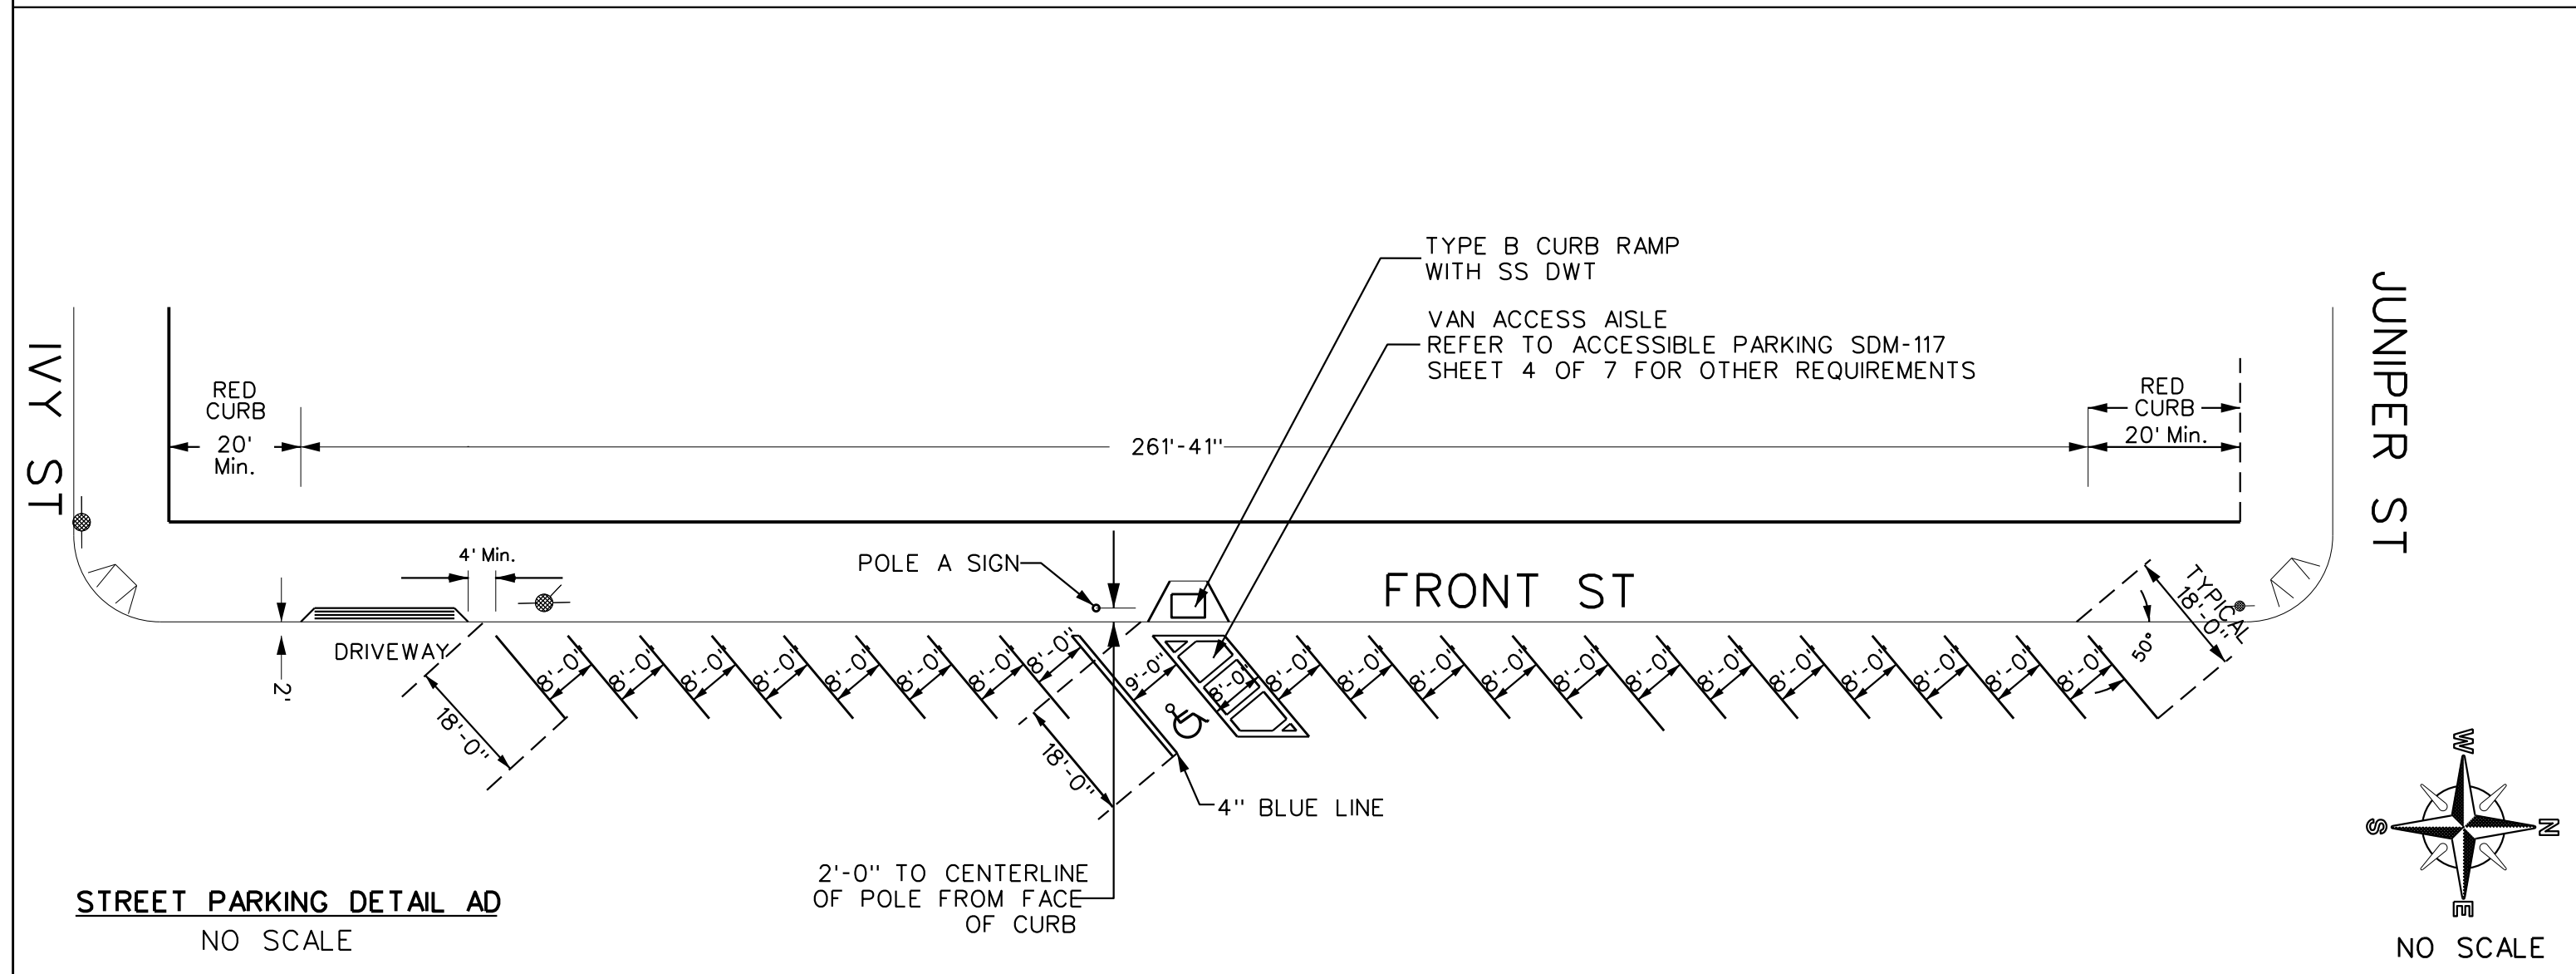 TYPE B CURB RAMP
WITH SS DWT
VAN ACCESS AISLE
REFER TO ACCESSIBLE PARKING SDM-117
SHEET 4 OF 7 FOR OTHER REQUIREMENTS
IVY ST
JUNIPER ST
RED
CURB
20'
Min.
261'-41"
RED
CURB
20' Min.
4' Min.
POLE A SIGN
FRONT ST
TYPICAL
18'-0"
50°
DRIVEWAY
2'
18'-0"
8'-0"
8'-0"
8'-0"
8'-0"
8'-0"
8'-0"
8'-0"
8'-0"
9'-0"
8'-0"
8'-0"
8'-0"
8'-0"
8'-0"
8'-0"
8'-0"
8'-0"
8'-0"
8'-0"
8'-0"
8'-0"
8'-0"
18'-0"
4" BLUE LINE
2'-0" TO CENTERLINE
OF POLE FROM FACE
OF CURB
STREET PARKING DETAIL AD
NO SCALE
W
S
N
E
NO SCALE